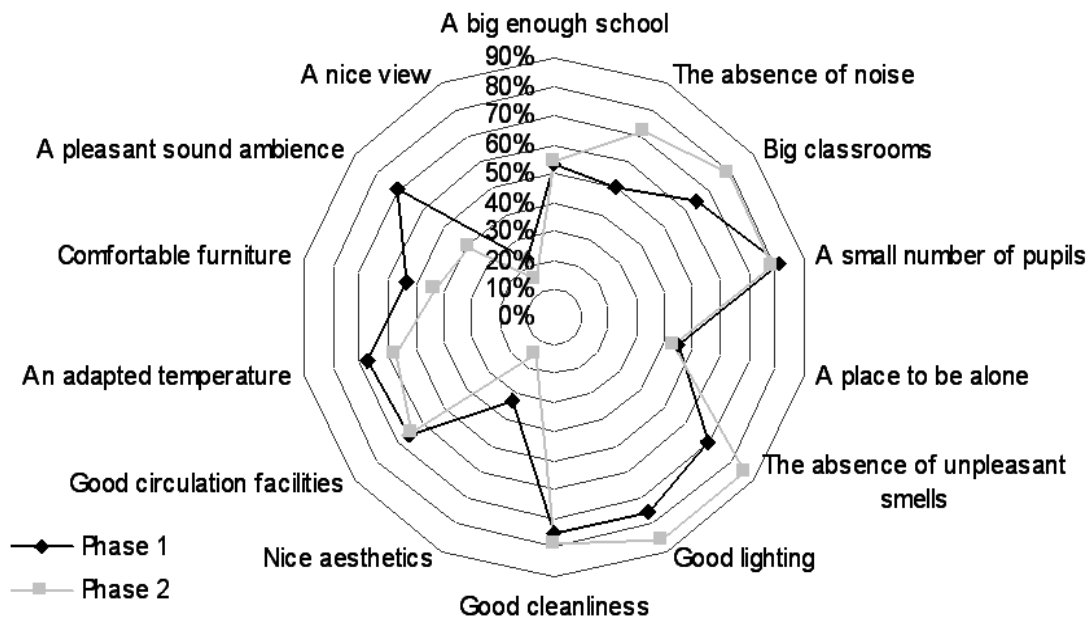 A big enough school
90%
80%
70%
60%
50%
40%
30%
20%
10%
0%
The absence of noise
Big classrooms
A small number of pupils
A place to be alone
The absence of unpleasant
smells
Good lighting
Good cleanliness
Nice aesthetics
Good circulation facilities
An adapted temperature
Comfortable furniture
A pleasant sound ambience
A nice view
Phase 1
Phase 2